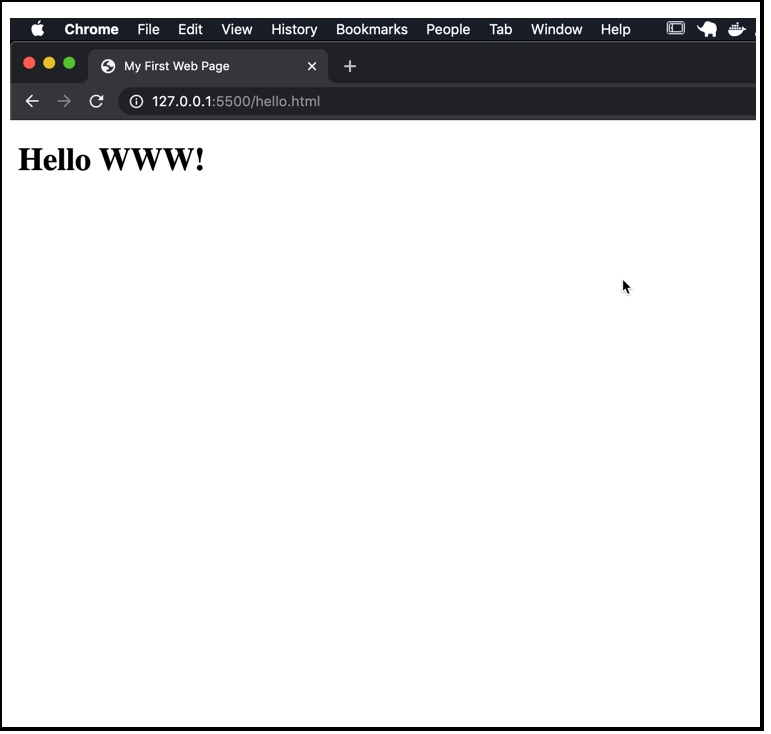 Chrome File Edit View History Bookmarks People Tab Window Help
My First Web Page
127.0.0.1:5500/hello.html
Hello WWW!